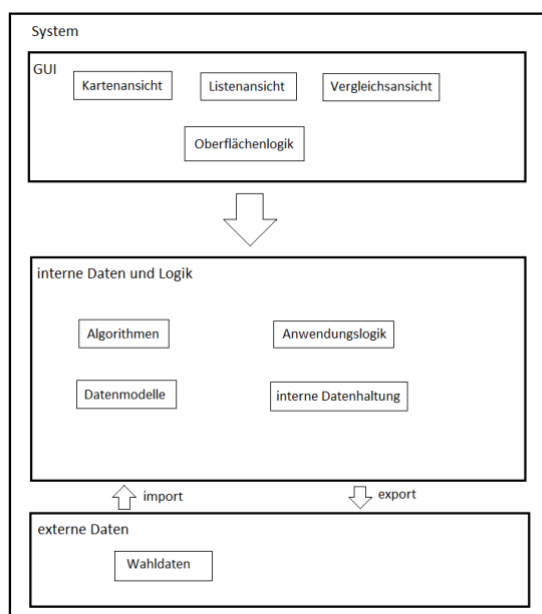 System
GUI
Kartenansicht Listenansicht Vergleichsansicht
Oberflächenlogik
interne Daten und Logik
Algorithmen Anwendungslogik
Datenmodelle interne Datenhaltung
import export
externe Daten
Wahldaten